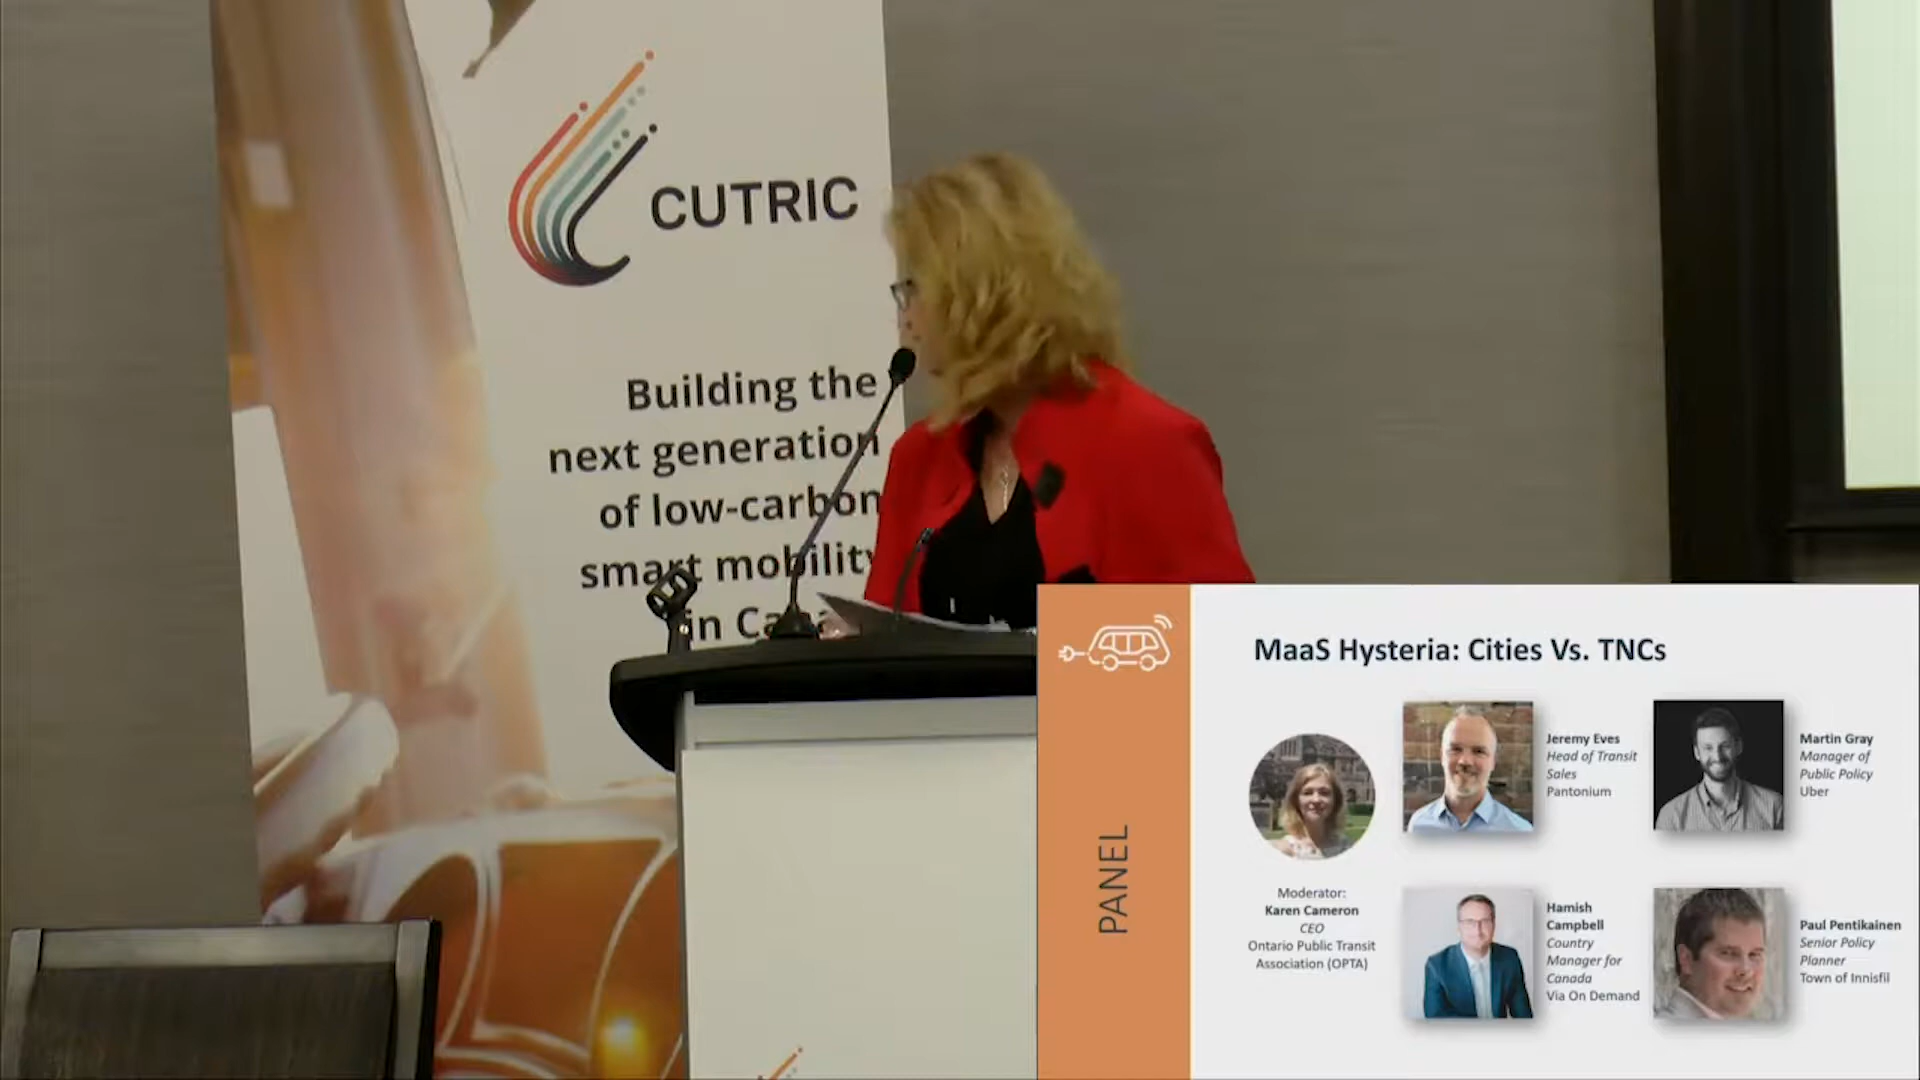 CUTRIC
Building the
next generation
of low-carbon
smart mobility
in
MaaS Hysteria: Cities Vs. TNCs
PANEL
Moderator:
Karen Cameron
CEO
Ontario Public Transit
Association (OPTA)
Jeremy Eves
Head of Transit
Sales
Pantonium
Martin Gray
Manager of
Public Policy
Uber
Hamish
Campbell
Country
Manager for
Canada
Via On Demand
Paul Pentikainen
Senior Policy
Planner
Town of Innisfil